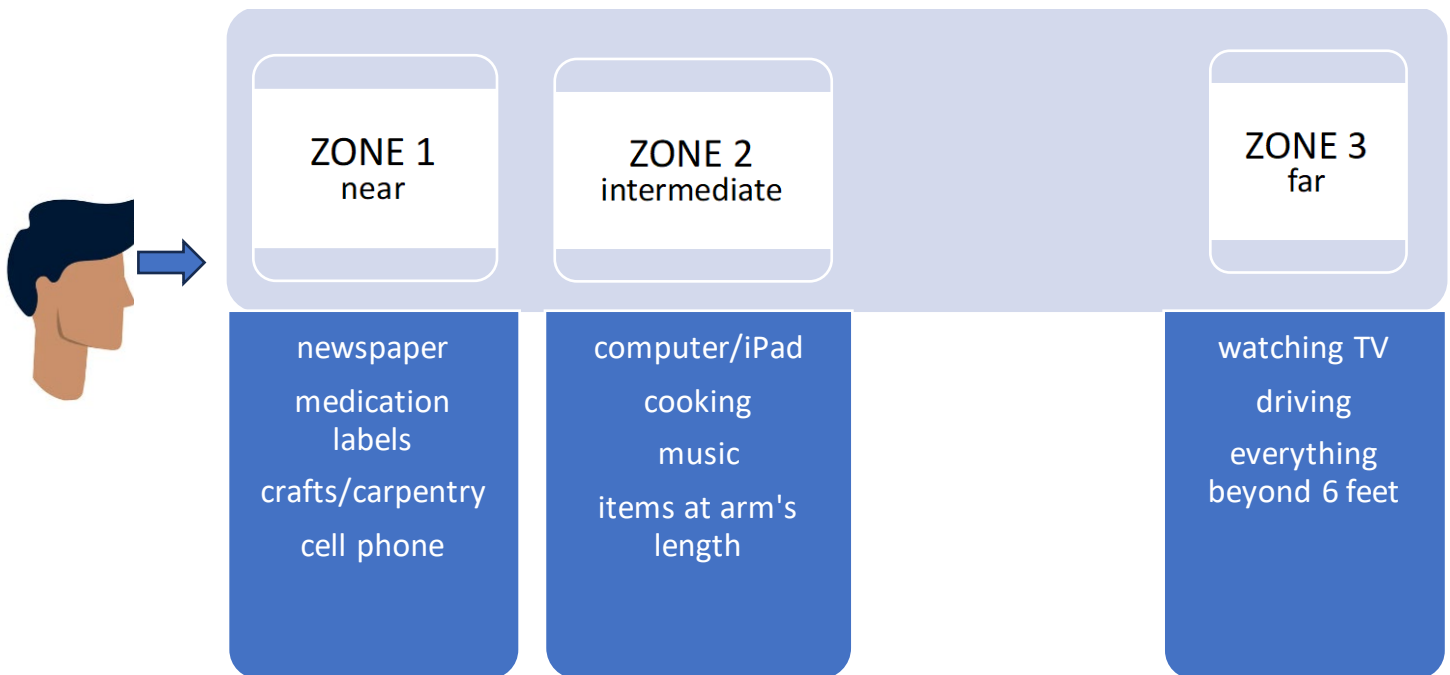 ZONE 1
near
ZONE 2
intermediate
ZONE 3
far
newspaper
medication
labels
crafts/carpentry
cell phone
computer/iPad
cooking
music
items at arm's
length
watching TV
driving
everything
beyond 6 feet